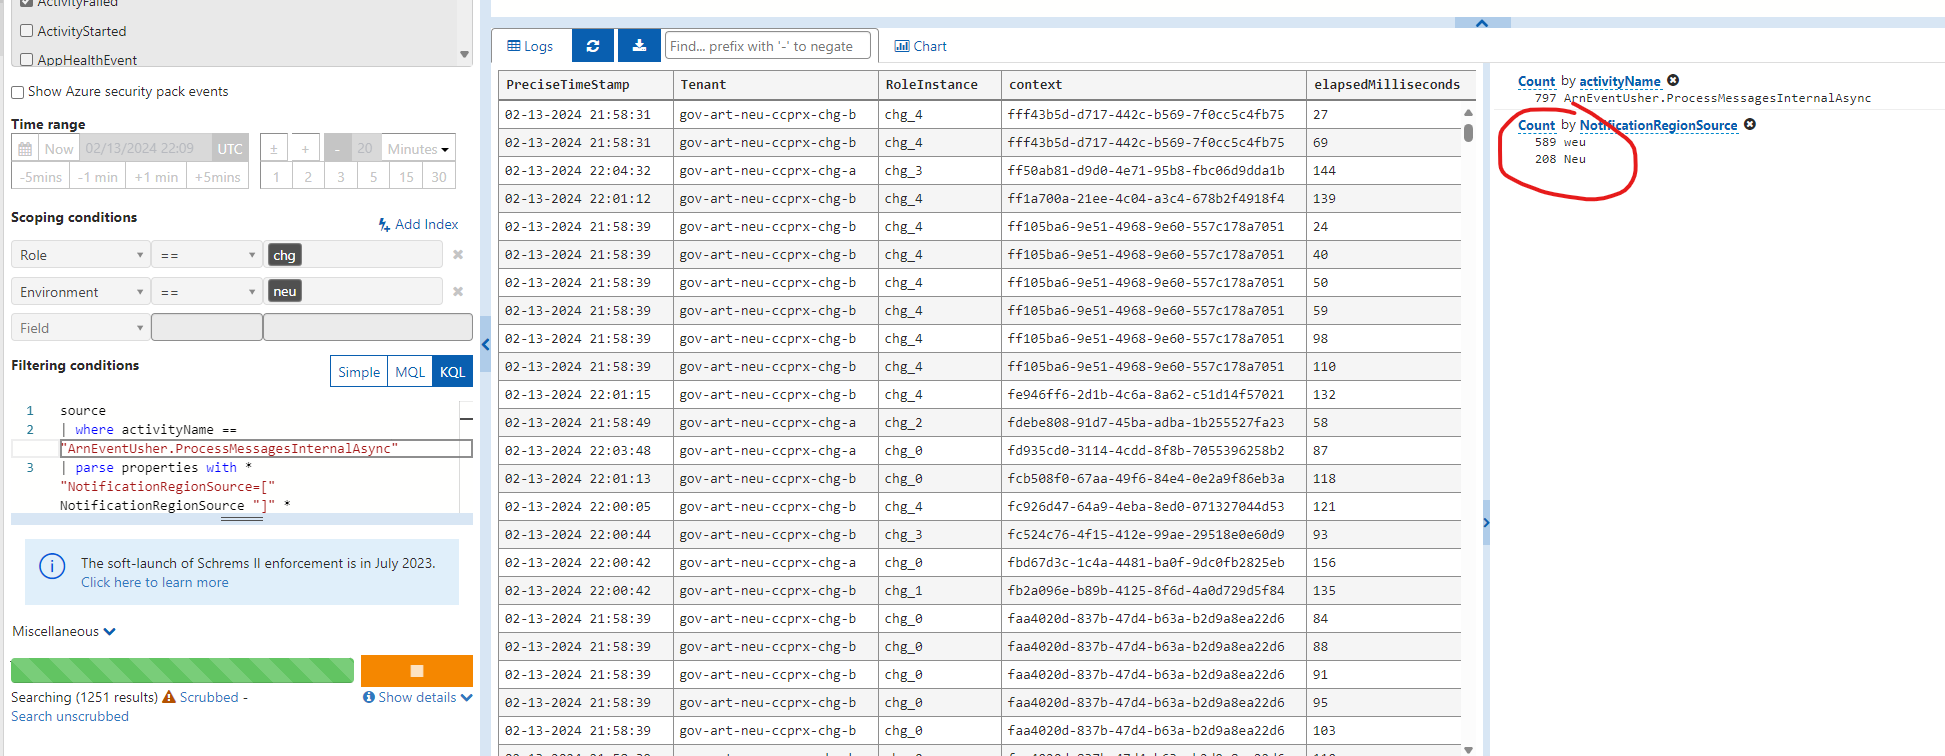 ActivityFailed
ActivityStarted
AppHealthEvent
Show Azure security pack events
Time range
Now 02/13/2024 22:09 UTC ± + - 20 Minutes
-5mins -1 min +1 min +5mins 1 2 3 5 15 30
Scoping conditions
Add Index
Role == chg
Environment == neu
Field
Filtering conditions
Simple MQL KQL
1 source
2 | where activityName ==
"ArnEventUsher.ProcessMessagesInternalAsync"
3 | parse properties with *
"NotificationRegionSource=["
NotificationRegionSource "]" *
The soft-launch of Schrems II enforcement is in July 2023.
Click here to learn more
Miscellaneous
Searching (1251 results) Scrubbed -
Search unscrubbed
Show details
Logs Find... prefix with '-' to negate Chart
PreciseTimeStamp Tenant RoleInstance context elapsedMilliseconds
02-13-2024 21:58:31 gov-art-neu-ccprx-chg-b chg_4 fff43b5d-d717-442c-b569-7f0cc5c4fb75 27
02-13-2024 21:58:31 gov-art-neu-ccprx-chg-b chg_4 fff43b5d-d717-442c-b569-7f0cc5c4fb75 69
02-13-2024 22:04:32 gov-art-neu-ccprx-chg-a chg_3 ff50ab81-d9d0-4e71-95b8-fbc06d9dda1b 144
02-13-2024 22:01:12 gov-art-neu-ccprx-chg-b chg_4 ff1a700a-21ee-4c04-a3c4-678b2f4918f4 139
02-13-2024 21:58:39 gov-art-neu-ccprx-chg-b chg_4 ff105ba6-9e51-4968-9e60-557c178a7051 24
02-13-2024 21:58:39 gov-art-neu-ccprx-chg-b chg_4 ff105ba6-9e51-4968-9e60-557c178a7051 40
02-13-2024 21:58:39 gov-art-neu-ccprx-chg-b chg_4 ff105ba6-9e51-4968-9e60-557c178a7051 50
02-13-2024 21:58:39 gov-art-neu-ccprx-chg-b chg_4 ff105ba6-9e51-4968-9e60-557c178a7051 59
02-13-2024 21:58:39 gov-art-neu-ccprx-chg-b chg_4 ff105ba6-9e51-4968-9e60-557c178a7051 98
02-13-2024 21:58:39 gov-art-neu-ccprx-chg-b chg_4 ff105ba6-9e51-4968-9e60-557c178a7051 110
02-13-2024 22:01:15 gov-art-neu-ccprx-chg-b chg_4 fe946ff6-2d1b-4c6a-8a62-c51d14f57021 132
02-13-2024 21:58:49 gov-art-neu-ccprx-chg-a chg_2 fdebe808-91d7-45ba-adba-1b255527fa23 58
02-13-2024 22:03:48 gov-art-neu-ccprx-chg-a chg_0 fd935cd0-3114-4cdd-8f8b-7055396258b2 87
02-13-2024 22:01:13 gov-art-neu-ccprx-chg-b chg_0 fcb508f0-67aa-49f6-84e4-0e2a9f86eb3a 118
02-13-2024 22:00:05 gov-art-neu-ccprx-chg-b chg_4 fc926d47-64a9-4eba-8ed0-071327044d53 121
02-13-2024 22:00:44 gov-art-neu-ccprx-chg-b chg_3 fc524c76-4f15-412e-99ae-29518e0e60d9 93
02-13-2024 22:00:42 gov-art-neu-ccprx-chg-a chg_0 fbd67d3c-1c4a-4481-ba0f-9dc0fb2825eb 156
02-13-2024 22:00:42 gov-art-neu-ccprx-chg-b chg_1 fb2a096e-b89b-4125-8f6d-4a0d729d5f84 135
02-13-2024 21:58:39 gov-art-neu-ccprx-chg-b chg_0 faa4020d-837b-47d4-b63a-b2d9a8ea22d6 84
02-13-2024 21:58:39 gov-art-neu-ccprx-chg-b chg_0 faa4020d-837b-47d4-b63a-b2d9a8ea22d6 88
02-13-2024 21:58:39 gov-art-neu-ccprx-chg-b chg_0 faa4020d-837b-47d4-b63a-b2d9a8ea22d6 91
02-13-2024 21:58:39 gov-art-neu-ccprx-chg-b chg_0 faa4020d-837b-47d4-b63a-b2d9a8ea22d6 95
02-13-2024 21:58:39 gov-art-neu-ccprx-chg-b chg_0 faa4020d-837b-47d4-b63a-b2d9a8ea22d6 103
Count by activityName
797 ArnEventUsher.ProcessMessagesInternalAsync
Count by NotificationRegionSource
589 weu
208 Neu